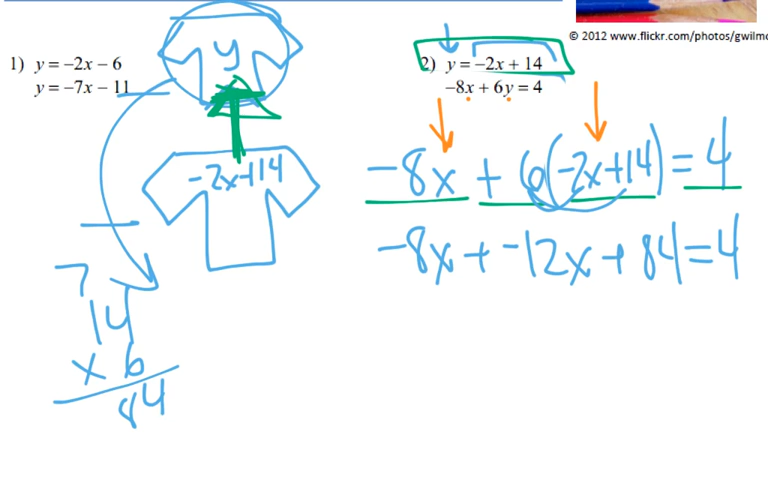 © 2012 www.flickr.com/photos/gwilmo
1) y = −2x − 6
y = −7x − 11
y
2) y = −2x + 14
−8x + 6y = 4
-2x+14
-8x + 6(-2x+14) = 4
-8x + -12x + 84 = 4
7
14
x 6
84